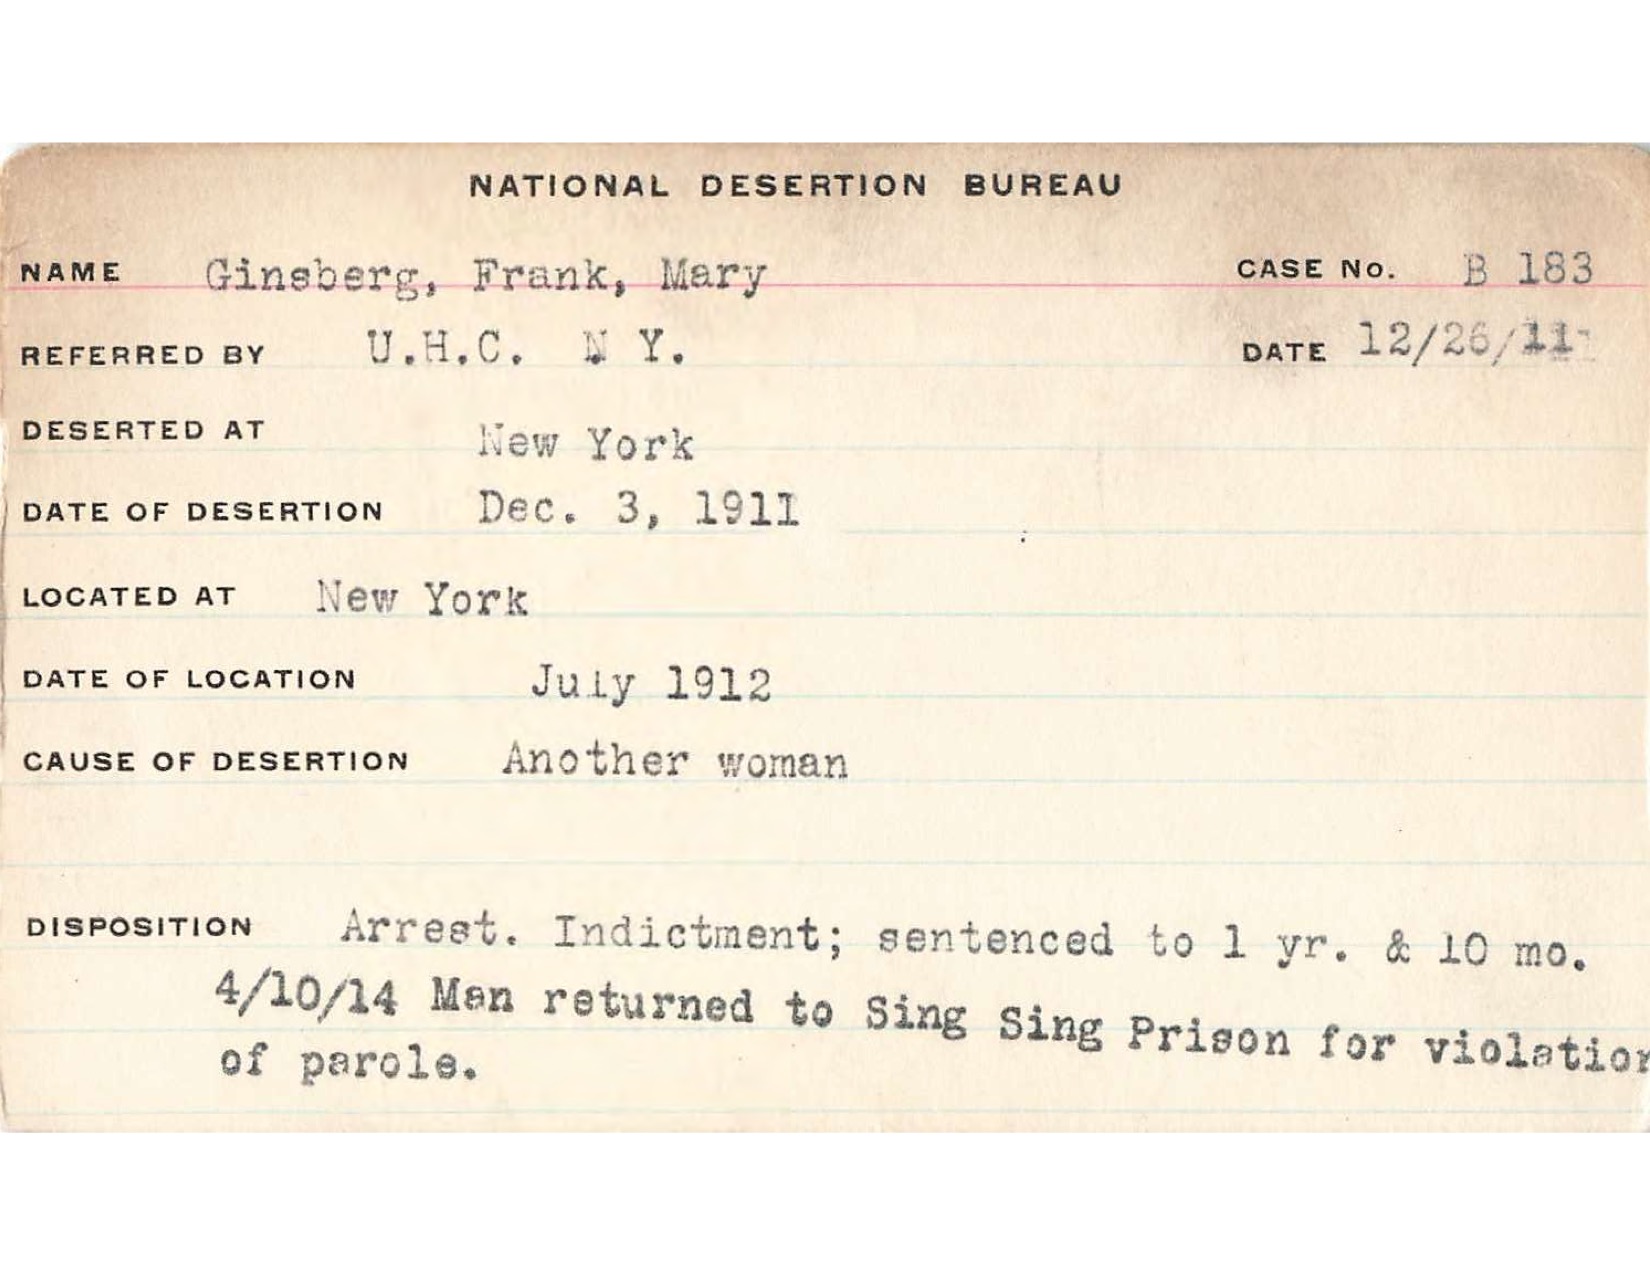 NATIONAL DESERTION BUREAU
NAME Ginsberg, Frank, Mary CASE No. B 183
REFERRED BY U.H.C. N Y. DATE 12/26/11
DESERTED AT New York
DATE OF DESERTION Dec. 3, 1911
LOCATED AT New York
DATE OF LOCATION July 1912
CAUSE OF DESERTION Another woman
DISPOSITION Arrest. Indictment; sentenced to 1 yr. & 10 mo.
4/10/14 Man returned to Sing Sing Prison for violation
of parole.